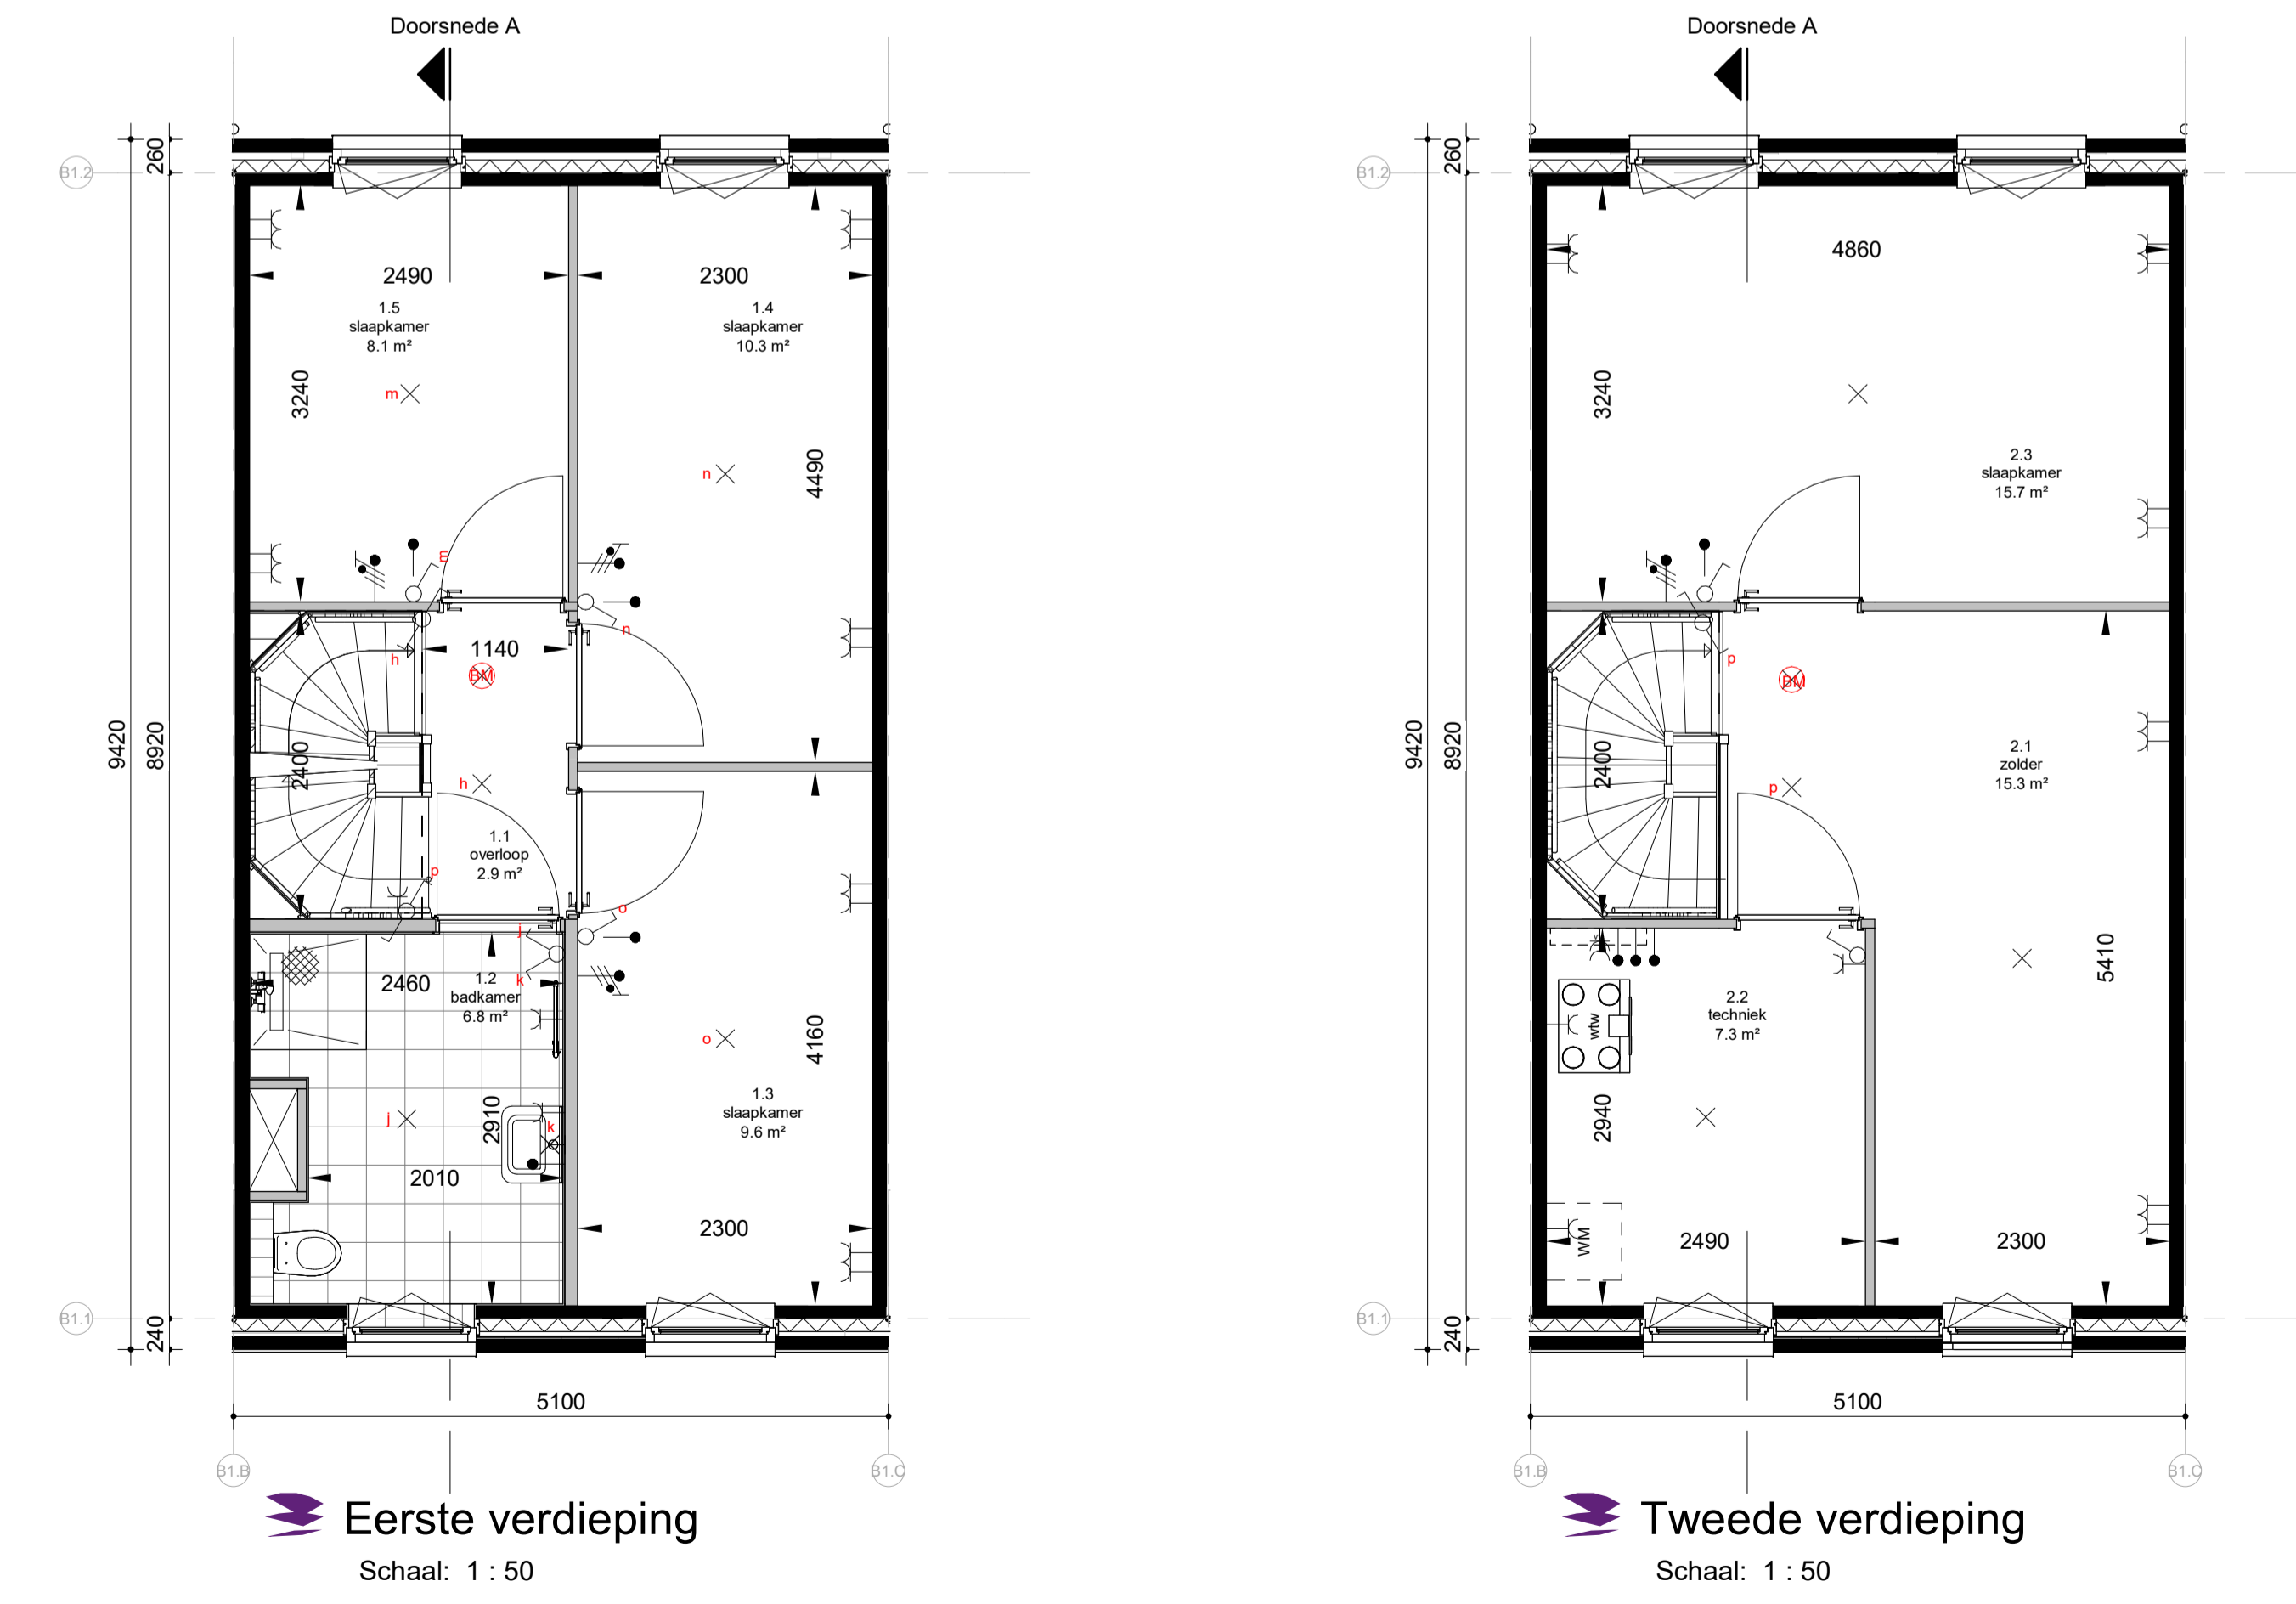 Doorsnede A
260
B1.2
2490
2300
1.5
slaapkamer
8.1 m²
1.4
slaapkamer
10.3 m²
m
3240
n
4490
m
n
h
1140
BM
9420
8920
2400
h
1.1
overloop
2.9 m²
p
o
j
k
2460
1.2
badkamer
6.8 m²
o
4160
j
2910
k
1.3
slaapkamer
9.6 m²
2010
2300
B1.1
240
5100
B1.B
B1.C
Eerste verdieping
Schaal: 1 : 50
Doorsnede A
260
B1.2
4860
3240
2.3
slaapkamer
15.7 m²
p
BM
9420
8920
2400
2.1
zolder
15.3 m²
p
5410
2.2
techniek
7.3 m²
wtw
2940
WM
2490
2300
B1.1
240
5100
B1.B
B1.C
Tweede verdieping
Schaal: 1 : 50